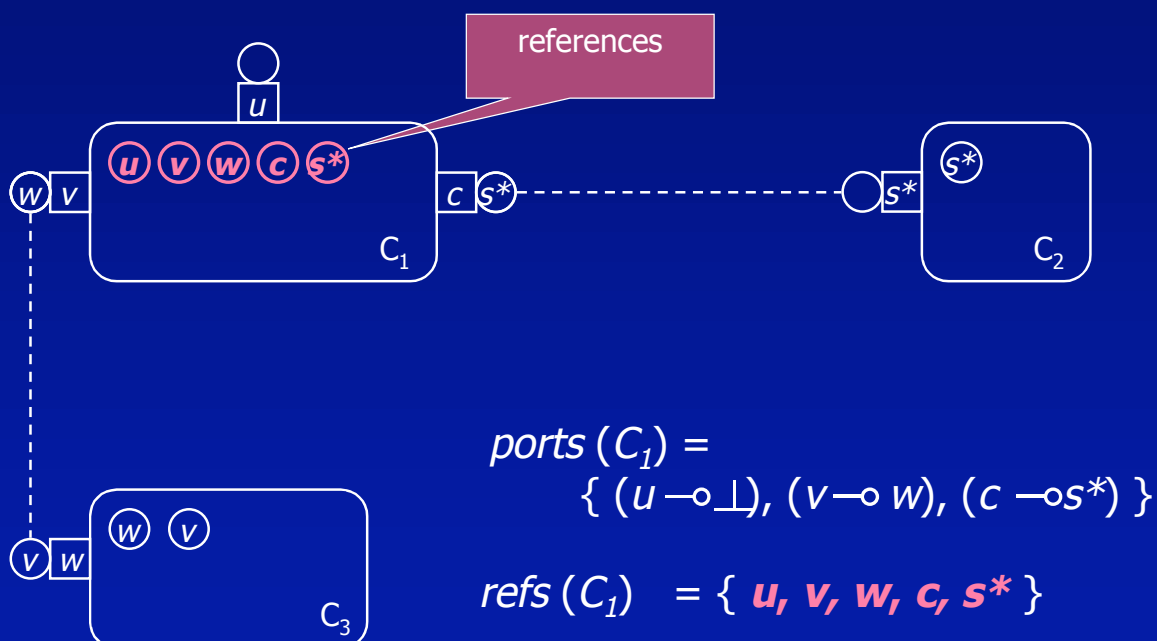 references
u
u v w c s*
w v
c s*
C1
s*
s*
C2
ports (C1) =
{ (u ⊸ ⊥), (v ⊸ w), (c ⊸ s*) }
w v
v w
C3
refs (C1) = { u, v, w, c, s* }